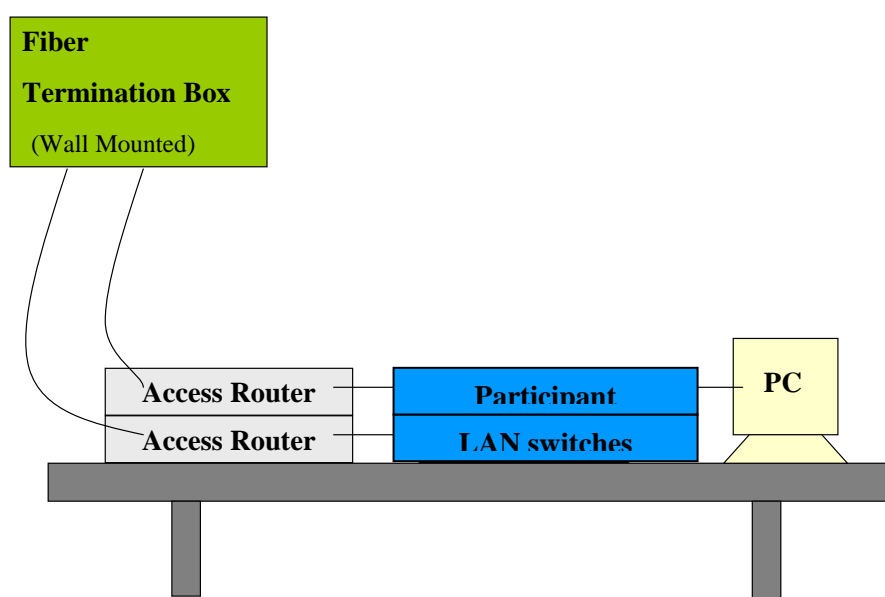 Fiber
Termination Box
(Wall Mounted)
Access Router
Participant
PC
Access Router
LAN switches